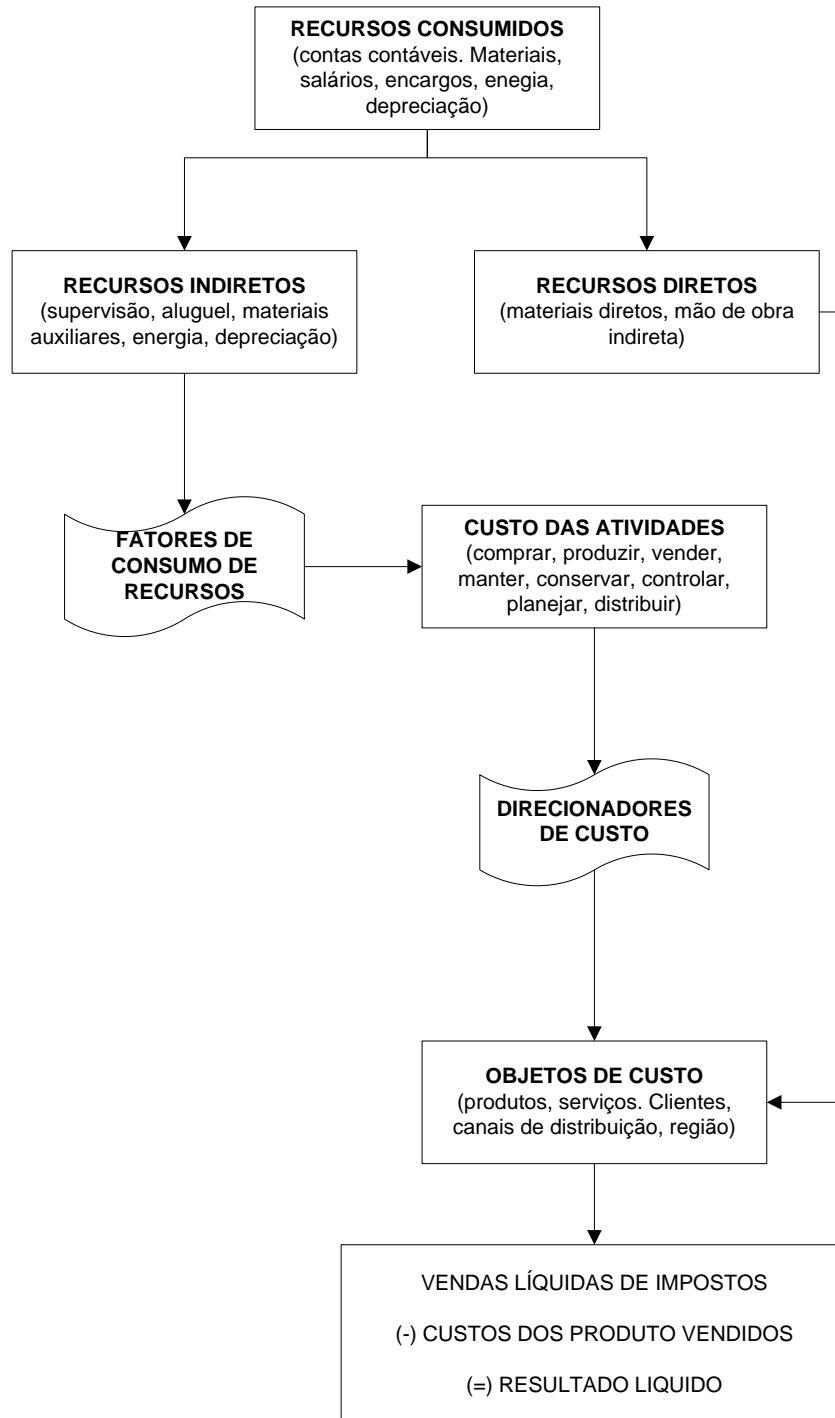 RECURSOS CONSUMIDOS
(contas contáveis. Materiais,
salários, encargos, enegia,
depreciação)
RECURSOS INDIRETOS
(supervisão, aluguel, materiais
auxiliares, energia, depreciação)
RECURSOS DIRETOS
(materiais diretos, mão de obra
indireta)
FATORES DE
CONSUMO DE
RECURSOS
CUSTO DAS ATIVIDADES
(comprar, produzir, vender,
manter, conservar, controlar,
planejar, distribuir)
DIRECIONADORES
DE CUSTO
OBJETOS DE CUSTO
(produtos, serviços. Clientes,
canais de distribuição, região)
VENDAS LÍQUIDAS DE IMPOSTOS
(-) CUSTOS DOS PRODUTO VENDIDOS
(=) RESULTADO LIQUIDO